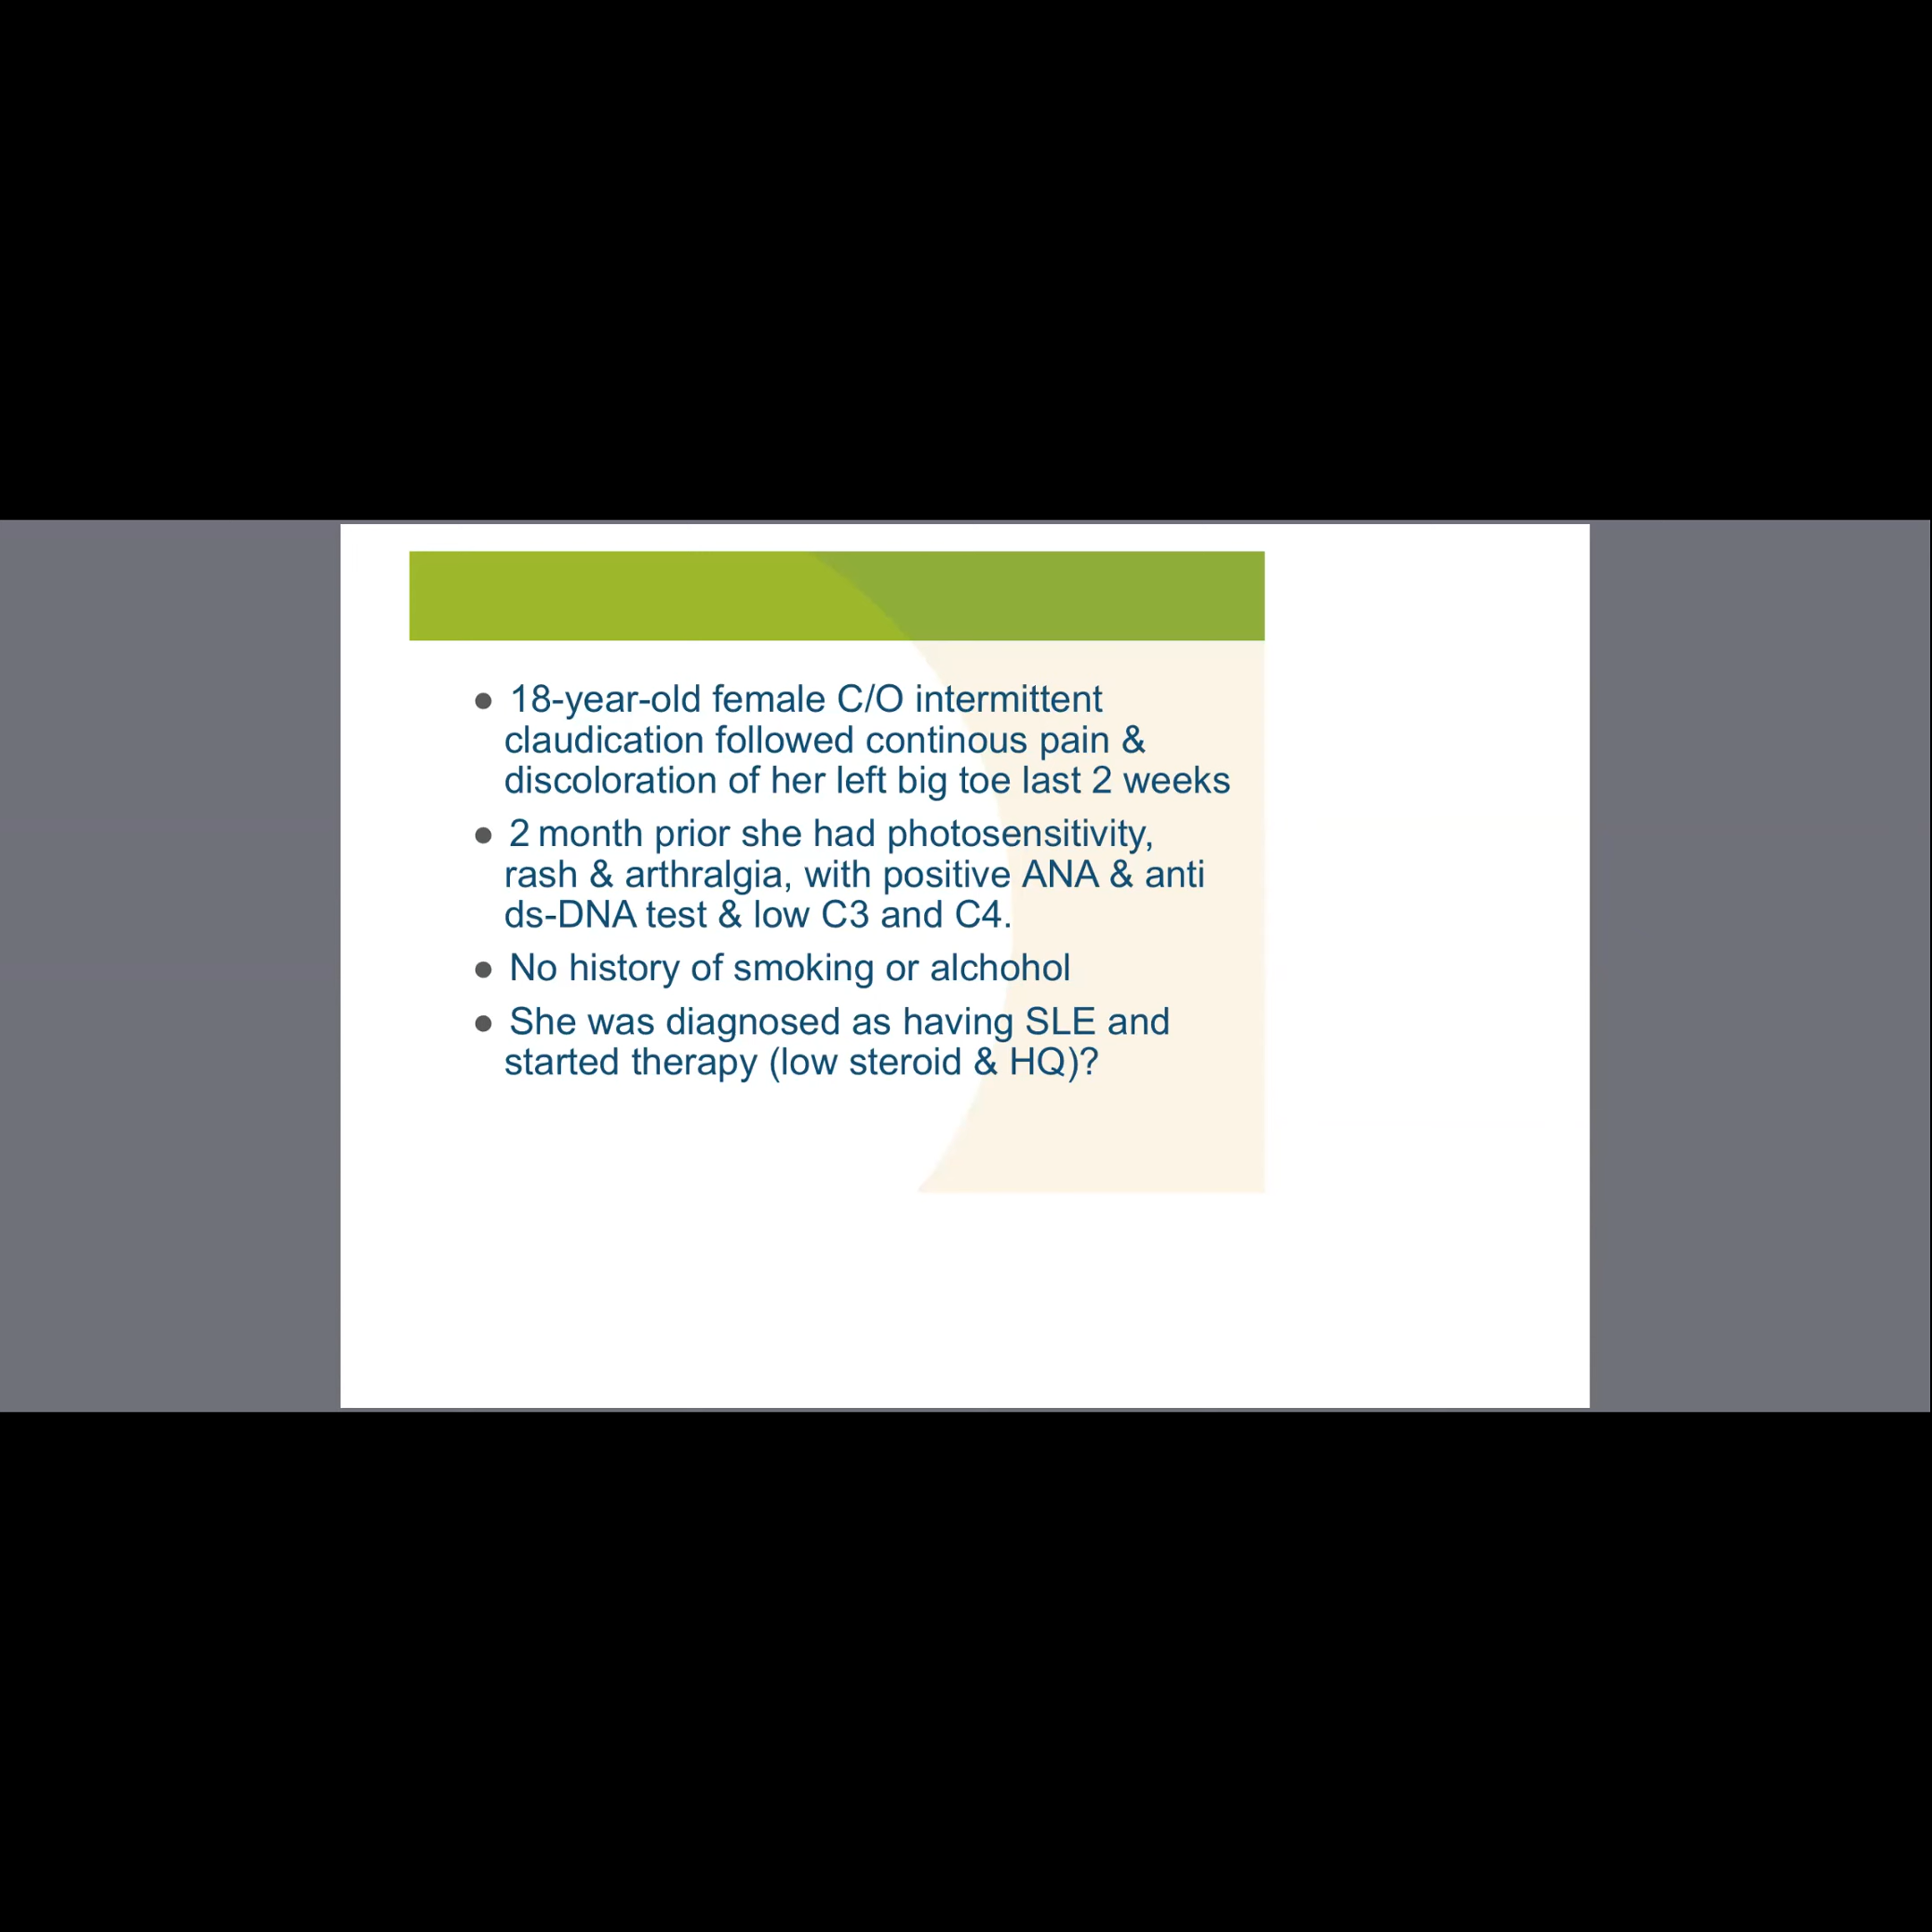 ● 18-year-old female C/O intermittent
claudication followed continous pain &
discoloration of her left big toe last 2 weeks
● 2 month prior she had photosensitivity,
rash & arthralgia, with positive ANA & anti
ds-DNA test & low C3 and C4.
● No history of smoking or alchohol
● She was diagnosed as having SLE and
started therapy (low steroid & HQ)?